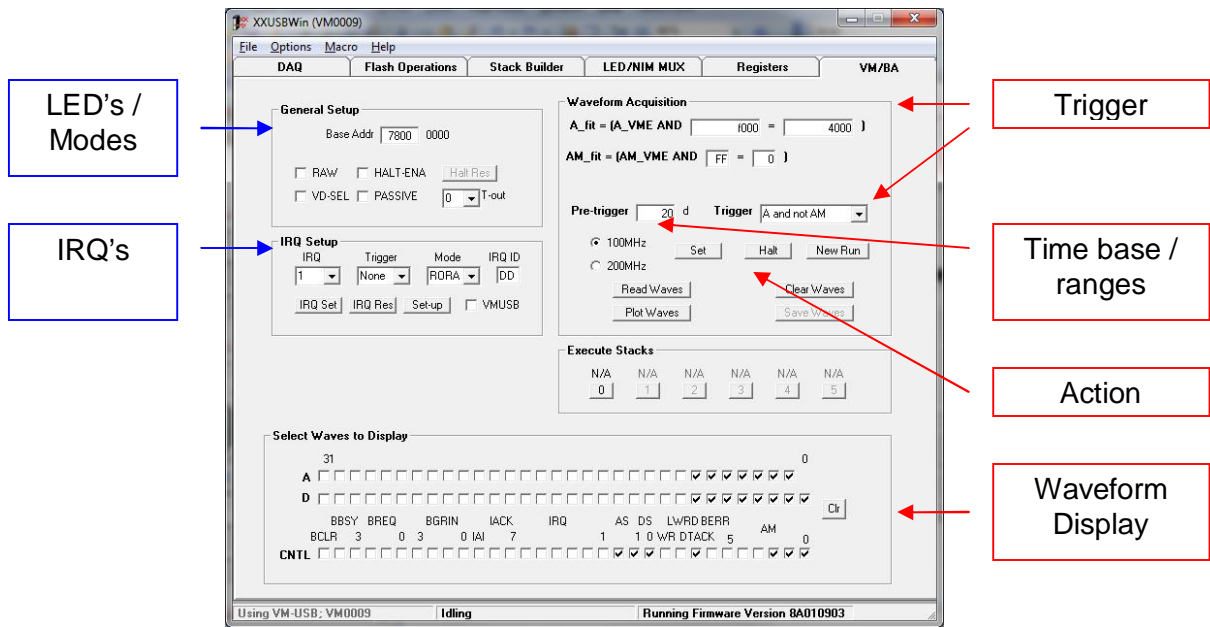 XXUSBWin (VM0009)
File Options Macro Help
DAQ Flash Operations Stack Builder LED/NIM MUX Registers VM/BA
LED's / Modes
IRQ's
General Setup
Base Addr 7800 0000
RAW HALT-ENA Halt Res
VD-SEL PASSIVE 0 T-out
IRQ Setup
IRQ Trigger Mode IRQ ID
1 None RORA DD
IRQ Set IRQ Res Set-up VMUSB
Waveform Acquisition
A_fit = (A_VME AND f000 = 4000 )
AM_fit = (AM_VME AND FF = 0 )
Pre-trigger 20 d Trigger A and not AM
100MHz
200MHz
Set Halt New Run
Read Waves Clear Waves
Plot Waves Save Waves
Execute Stacks
N/A N/A N/A N/A N/A N/A
0 1 2 3 4 5
Select Waves to Display
31 0
A
D
Clr
BBSY BREQ BGRIN IACK IRQ AS DS LWRD BERR AM
BCLR 3 0 3 0 IAI 7 1 1 0 WR DTACK 5 0
CNTL
Using VM-USB; VM0009 Idling Running Firmware Version 8A010903
Trigger
Time base / ranges
Action
Waveform Display